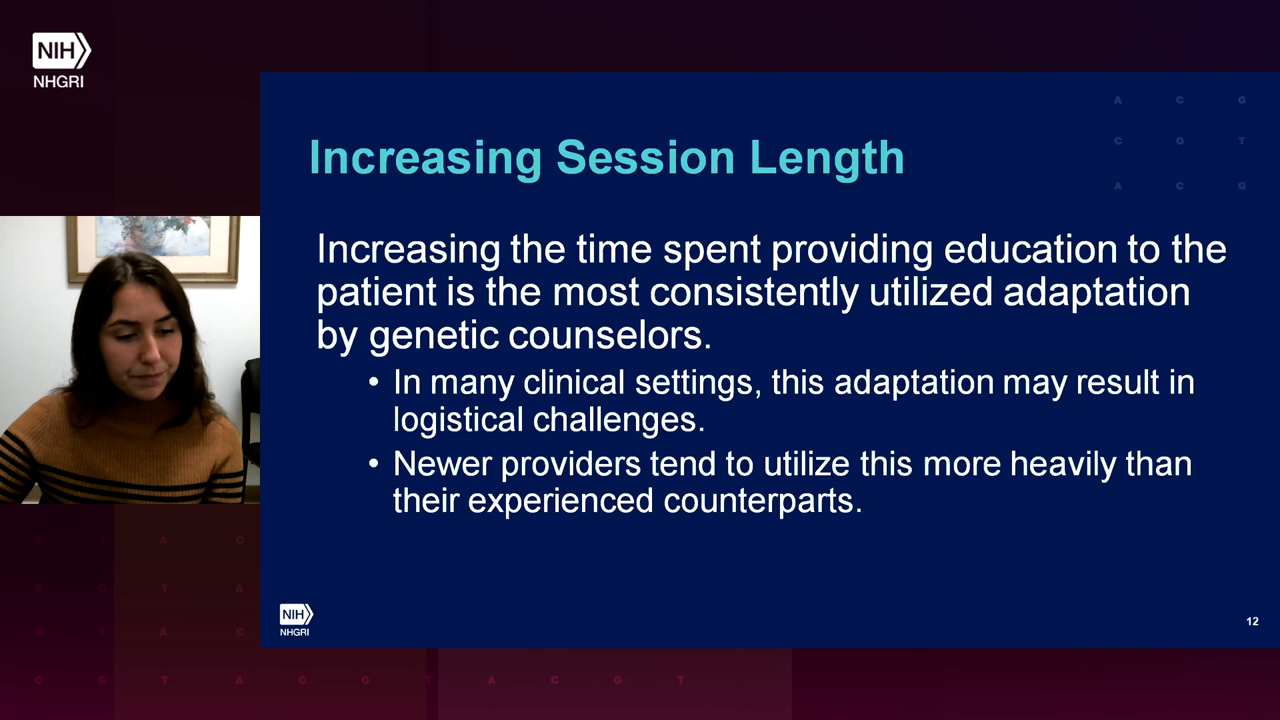 NIH
NHGRI
A C G
C G T
A C G
Increasing Session Length
Increasing the time spent providing education to the
patient is the most consistently utilized adaptation
by genetic counselors.
• In many clinical settings, this adaptation may result in
logistical challenges.
• Newer providers tend to utilize this more heavily than
their experienced counterparts.
G T A C
G G T A
G T A C
NIH
NHGRI
12
C G T A C G T A C G T